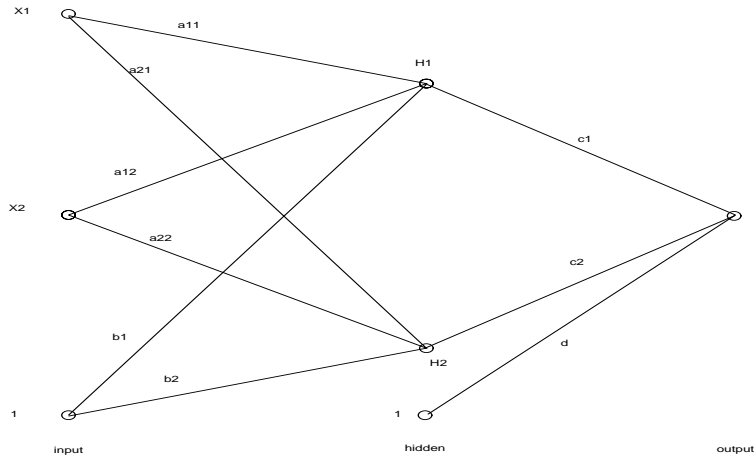 X1
a11
H1
a21
c1
a12
X2
a22
c2
b1
d
H2
b2
1
1
input
hidden
output